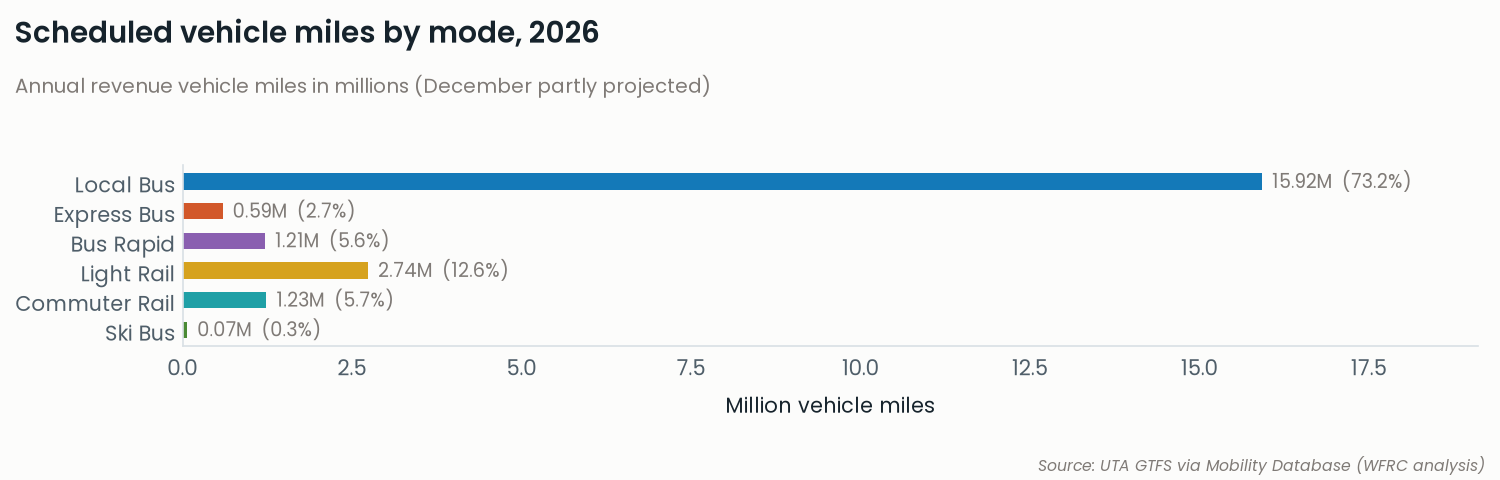 Scheduled vehicle miles by mode, 2026
Annual revenue vehicle miles in millions (December partly projected)
Local Bus 15.92M (73.2%)
Express Bus 0.59M (2.7%)
Bus Rapid 1.21M (5.6%)
Light Rail 2.74M (12.6%)
Commuter Rail 1.23M (5.7%)
Ski Bus 0.07M (0.3%)
0.0 2.5 5.0 7.5 10.0 12.5 15.0 17.5
Million vehicle miles
Source: UTA GTFS via Mobility Database (WFRC analysis)